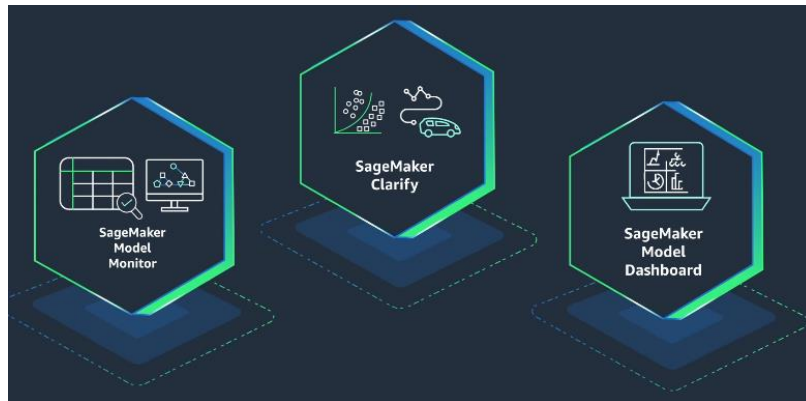 SageMaker
Model
Monitor
SageMaker
Clarify
SageMaker
Model
Dashboard